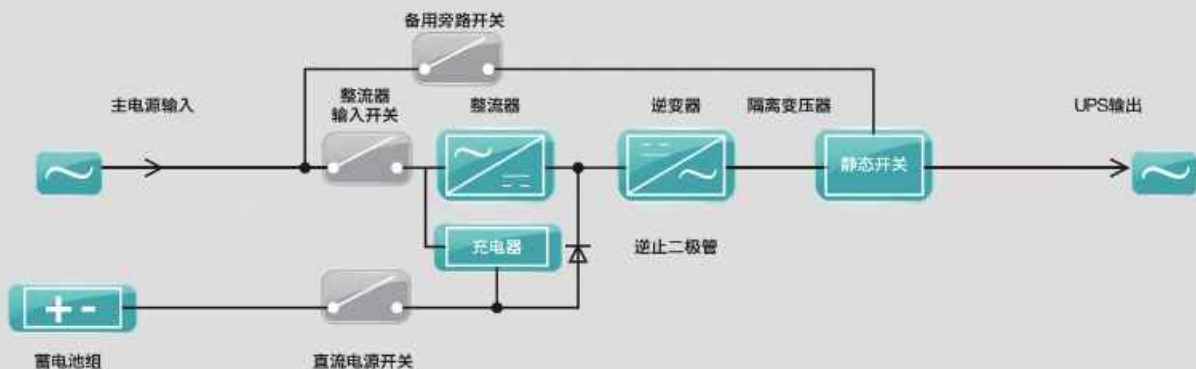 备用旁路开关
主电源输入
整流器
输入开关
整流器
逆变器
隔离变压器
UPS输出
静态开关
充电器
逆止二极管
蓄电池组
直流电源开关